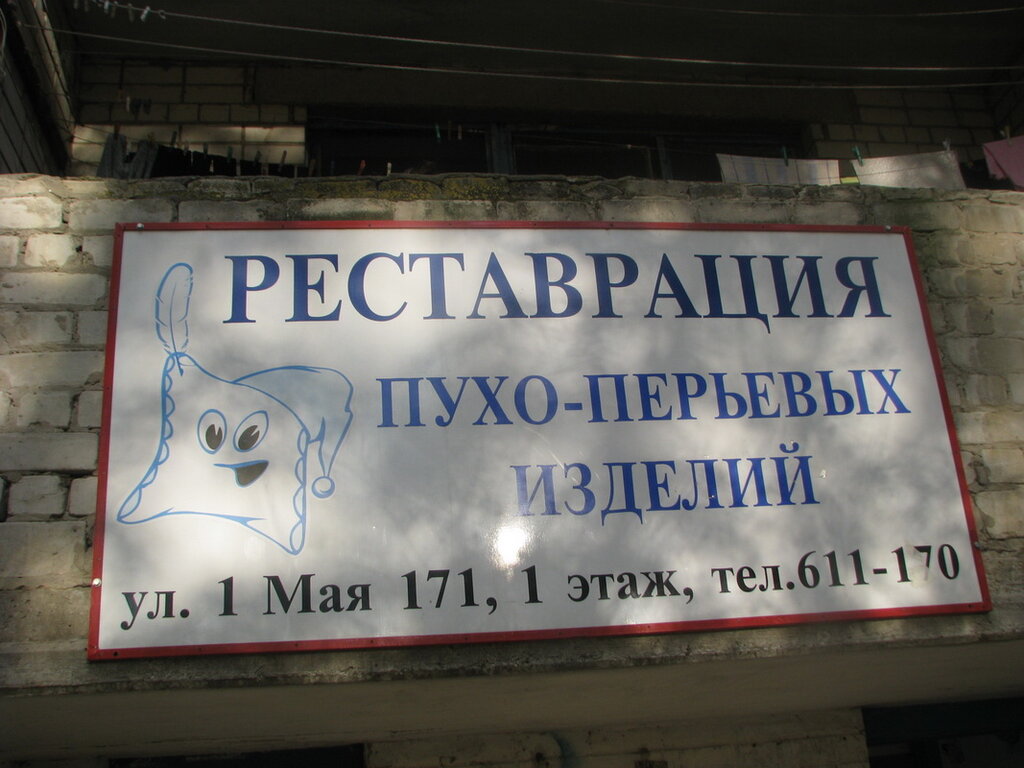 РЕСТАВРАЦИЯ
ПУХО-ПЕРЬЕВЫХ
ИЗДЕЛИЙ
ул. 1 Мая 171, 1 этаж, тел.611-170